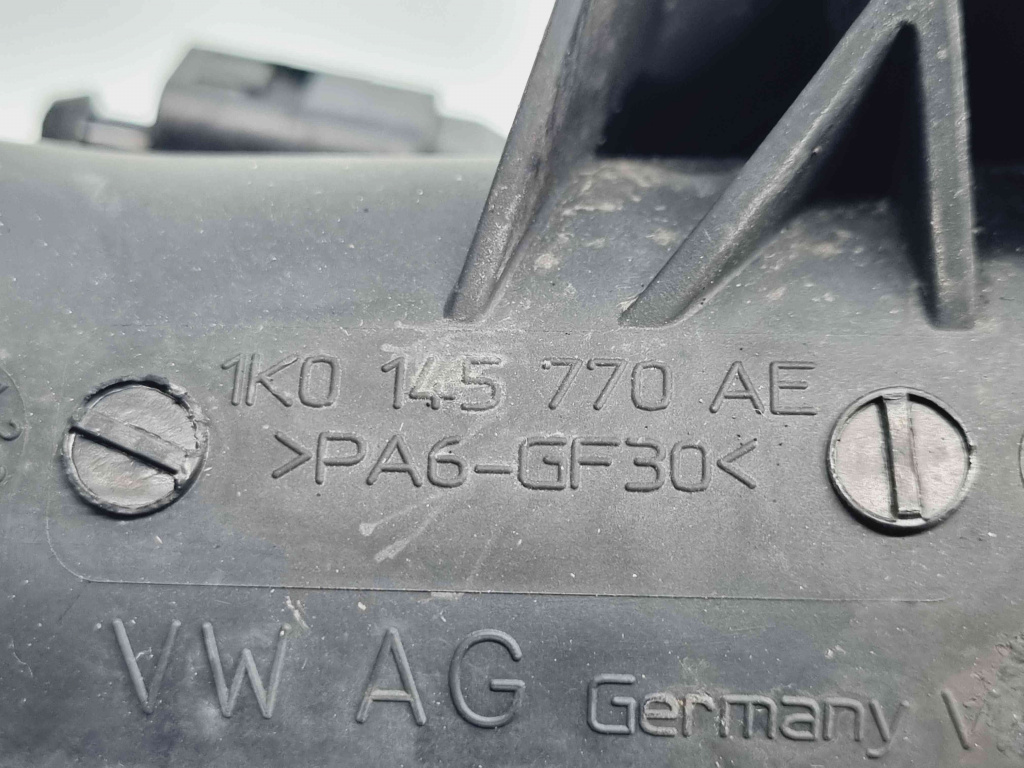 1K0 145 770 AE
>PA6-GF30<
VW AG
Germany